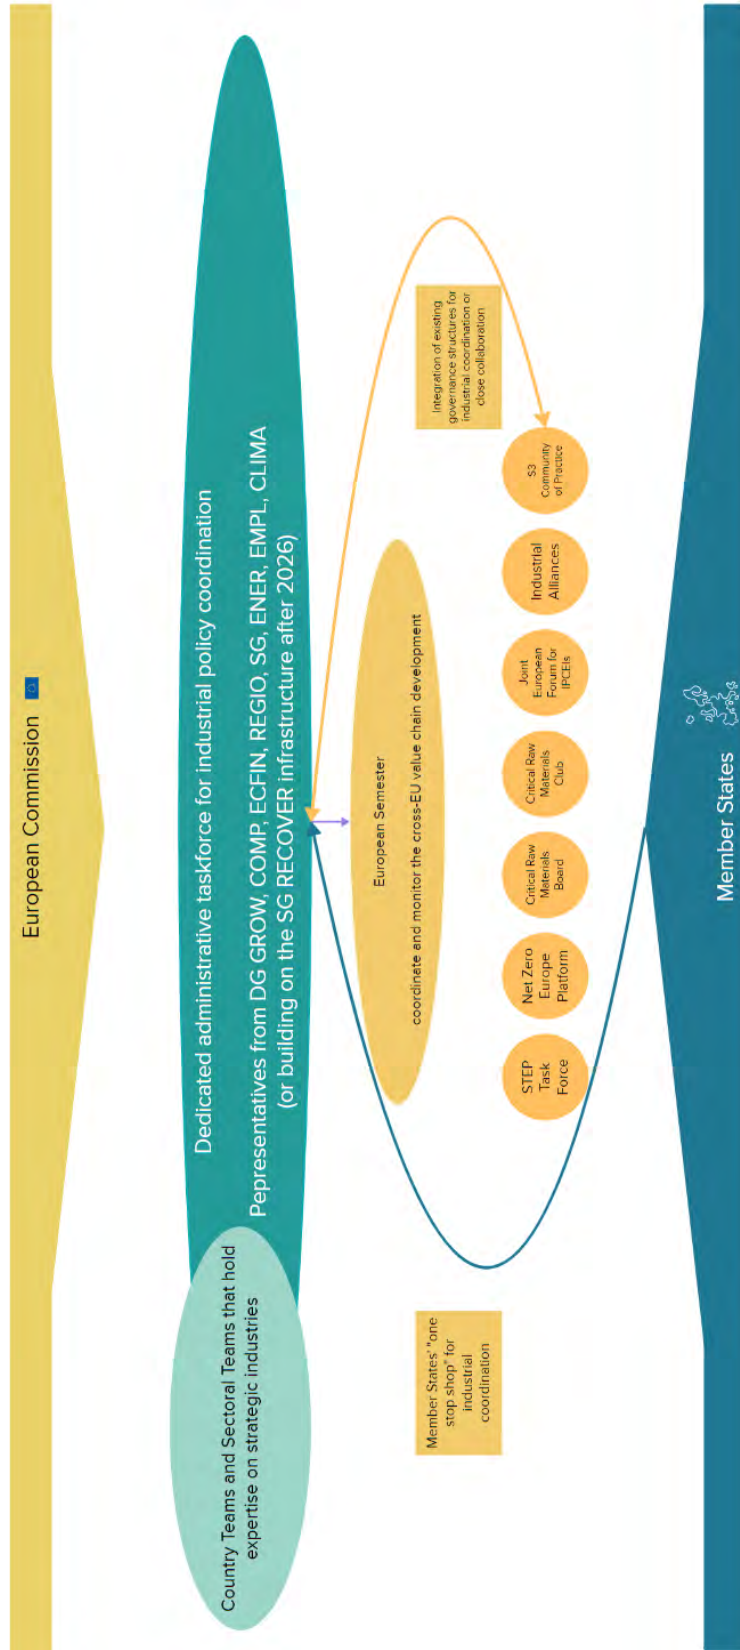 European Commission
Dedicated administrative taskforce for industrial policy coordination
Pepresentatives from DG GROW, COMP, ECFIN, REGIO, SG, ENER, EMPL, CLIMA
(or building on the SG RECOVER infrastructure after 2026)
Country Teams and Sectoral Teams that hold
expertise on strategic industries
European Semester
coordinate and monitor the cross-EU value chain development
Member States' "one
stop shop" for
industrial
coordination
Integration of existing
governance structures for
industrial coordination or
close collaboration
STEP
Task
Force
Net Zero
Europe
Platform
Critical Raw
Materials
Board
Critical Raw
Materials
Club
Joint
European
Forum for
IPCEIs
Industrial
Alliances
S3
Community
of Practice
Member States